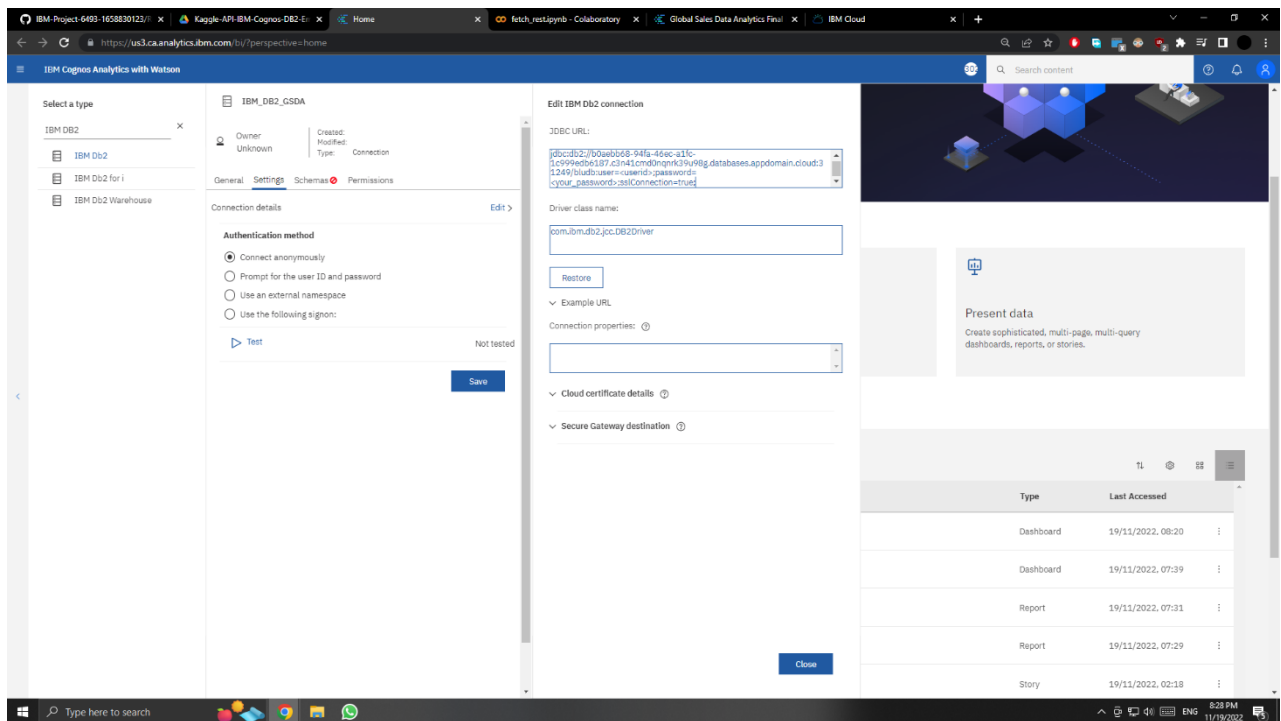 IBM-Project-6493-1658830123/
Kaggle-API-IBM-Cognos-DB2-En
Home
fetch_rest.ipynb - Colaboratory
Global Sales Data Analytics Final
IBM Cloud
https://us3.ca.analytics.ibm.com/bi/?perspective=home
IBM Cognos Analytics with Watson
302
Search content
Select a type
IBM DB2
IBM Db2
IBM Db2 for i
IBM Db2 Warehouse
IBM_DB2_GSDA
Owner
Unknown
Created:
Modified:
Type: Connection
General Settings Schemas Permissions
Connection details
Edit
Authentication method
Connect anonymously
Prompt for the user ID and password
Use an external namespace
Use the following signon:
Test
Not tested
Save
Edit IBM Db2 connection
JDBC URL:
jdbc:db2://b0aebb68-94fa-46ec-a1fc-
1c999edb6187.c3n41cmd0nqnrk39u98g.databases.appdomain.cloud:3
1249/bludb:user=<userid>;password=
<your_password>;sslConnection=true;
Driver class name:
com.ibm.db2.jcc.DB2Driver
Restore
Example URL
Connection properties:
Cloud certificate details
Secure Gateway destination
Close
Present data
Create sophisticated, multi-page, multi-query
dashboards, reports, or stories.
Type Last Accessed
Dashboard 19/11/2022, 08:20
Dashboard 19/11/2022, 07:39
Report 19/11/2022, 07:31
Report 19/11/2022, 07:29
Story 19/11/2022, 02:18
Type here to search
ENG
8:28 PM
11/19/2022